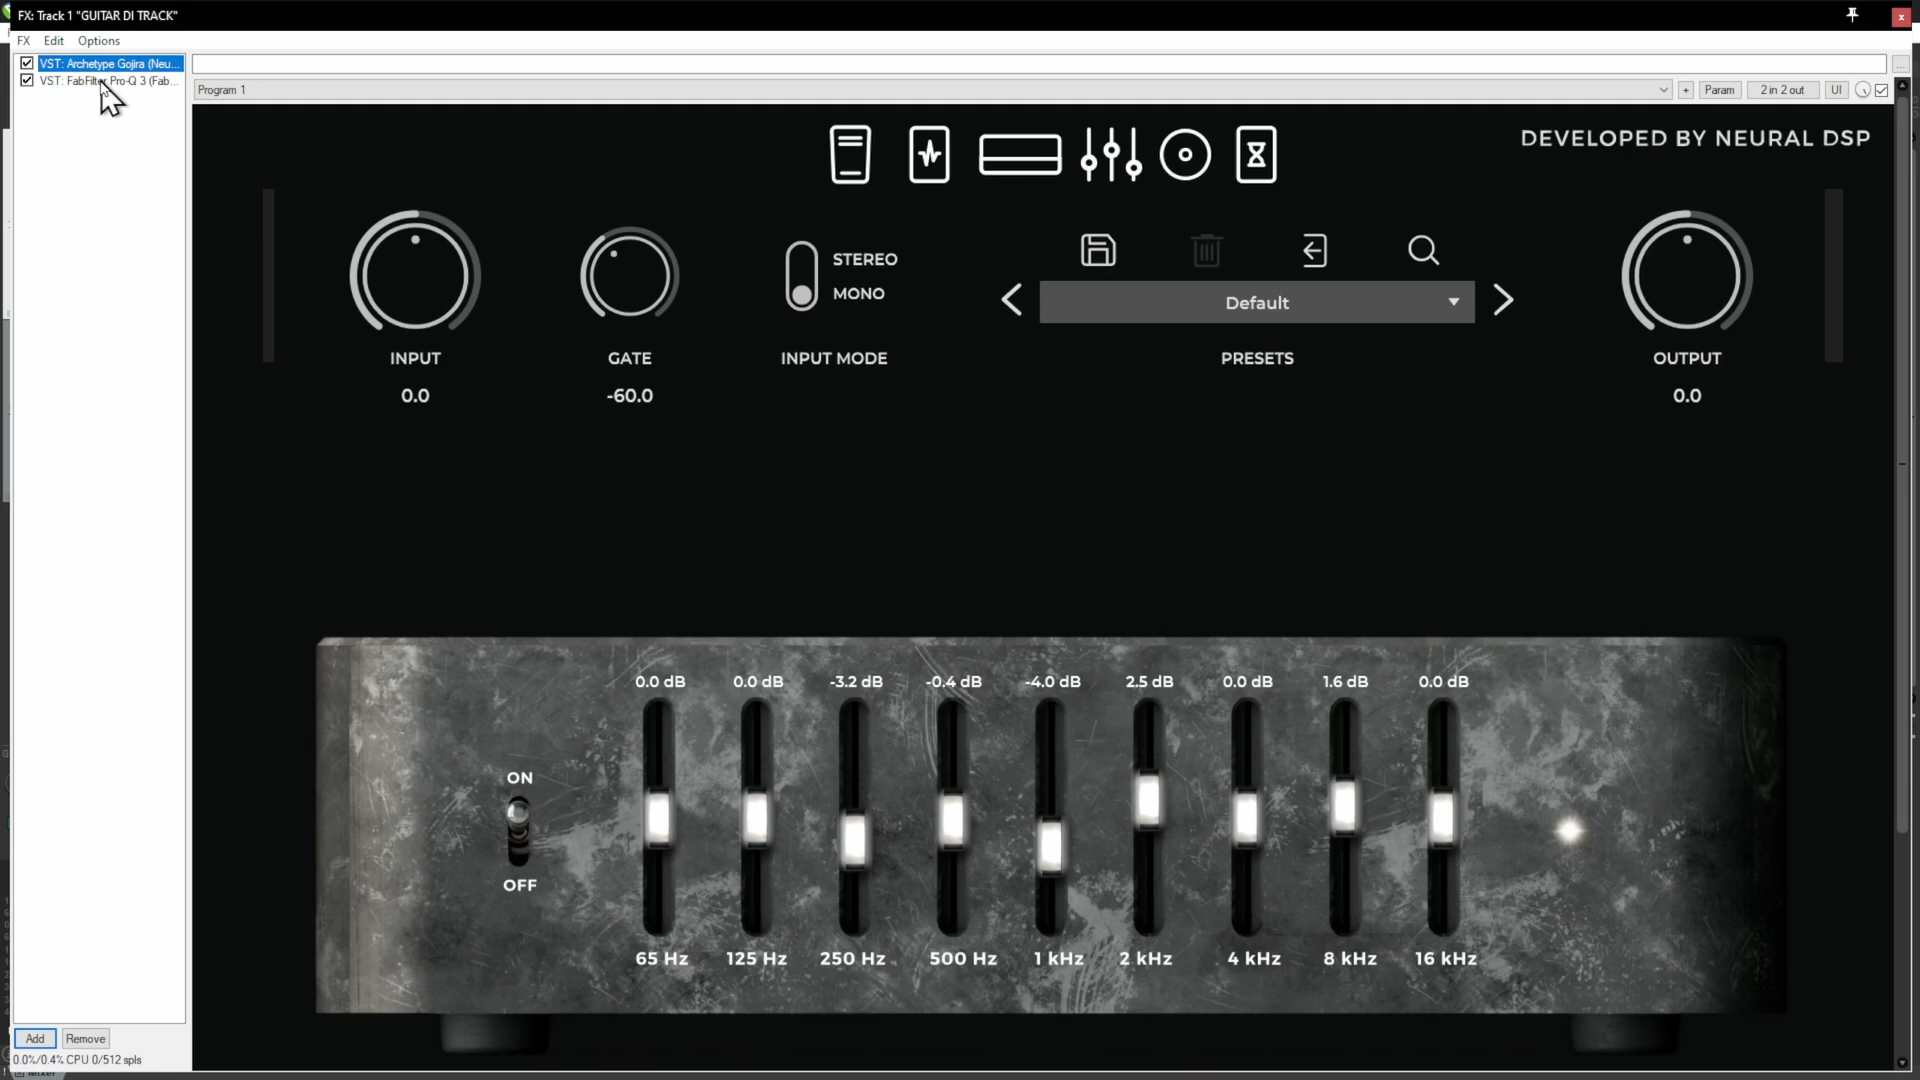 FX: Track 1 "GUITAR DI TRACK"
x
FX Edit Options
VST: Archetype Gojira (Neu...
VST: FabFilter Pro-Q 3 (Fab...
...
Program 1
+ Param 2 in 2 out UI
DEVELOPED BY NEURAL DSP
STEREO
MONO
Default
INPUT GATE INPUT MODE PRESETS OUTPUT
0.0 -60.0 0.0
0.0 dB 0.0 dB -3.2 dB -0.4 dB -4.0 dB 2.5 dB 0.0 dB 1.6 dB 0.0 dB
ON
OFF
65 Hz 125 Hz 250 Hz 500 Hz 1 kHz 2 kHz 4 kHz 8 kHz 16 kHz
Add Remove
0.0%/0.4% CPU 0/512 spls
Mixer